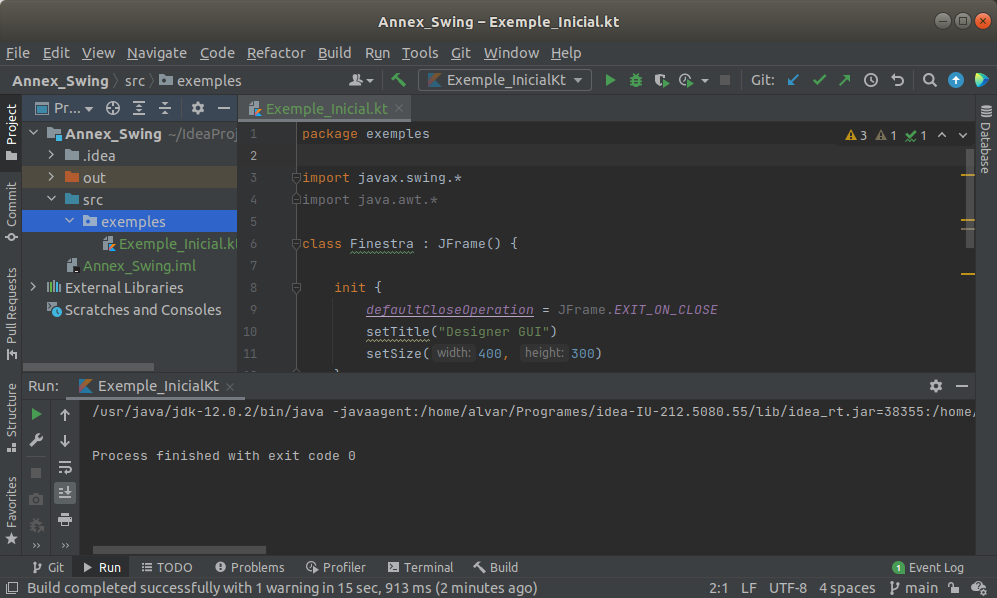 Annex_Swing – Exemple_Inicial.kt
File Edit View Navigate Code Refactor Build Run Tools Git Window Help
Annex_Swing src exemples Exemple_InicialKt Git:
Project
Commit
Pull Requests
Structure
Favorites
Pr...
Annex_Swing ~/IdeaProj
.idea
out
src
exemples
Exemple_Inicial.kt
Annex_Swing.iml
External Libraries
Scratches and Consoles
Exemple_Inicial.kt
3 1 1
1 package exemples
2
3 import javax.swing.*
4 import java.awt.*
5
6 class Finestra : JFrame() {
7
8 init {
9 defaultCloseOperation = JFrame.EXIT_ON_CLOSE
10 setTitle("Designer GUI")
11 setSize( width: 400, height: 300)
Database
Run: Exemple_InicialKt
/usr/java/jdk-12.0.2/bin/java -javaagent:/home/alvar/Programes/idea-IU-212.5080.55/lib/idea_rt.jar=38355:/home/
Process finished with exit code 0
Git Run TODO Problems Profiler Terminal Build 1 Event Log
Build completed successfully with 1 warning in 15 sec, 913 ms (2 minutes ago) 2:1 LF UTF-8 4 spaces main